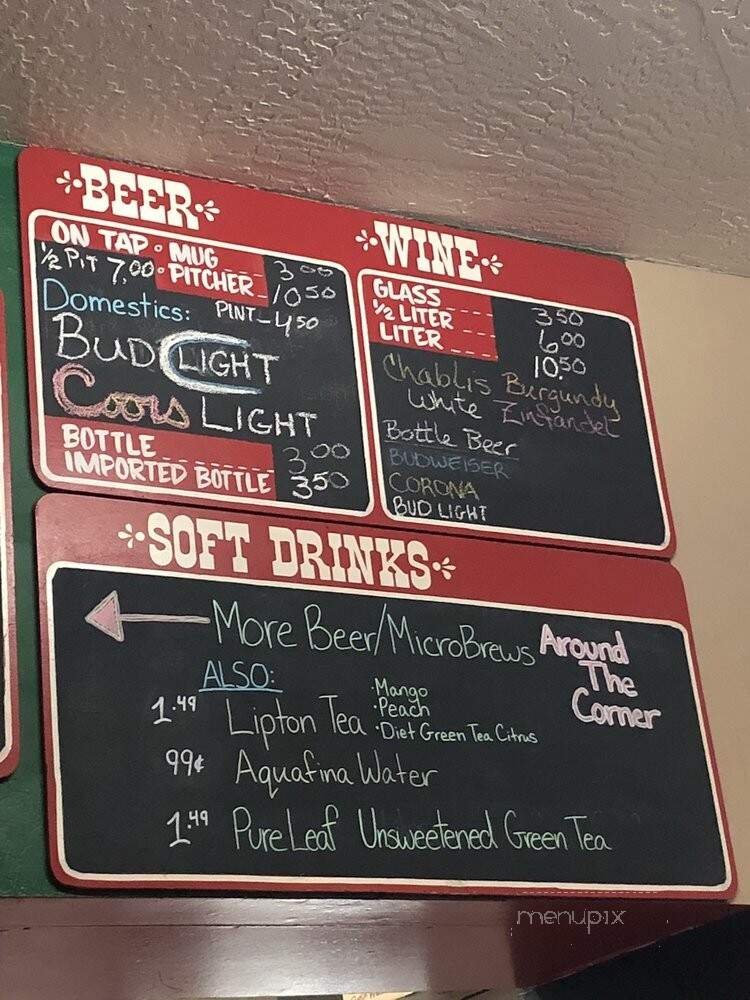 BEER
ON TAP • MUG 3 00
½ PiT 7.00 • PITCHER 10 50
Domestics: PINT - 4 50
BUD LIGHT
Coors LIGHT
BOTTLE 3 00
IMPORTED BOTTLE 3 50
WINE
GLASS 3 50
½ LITER 6 00
LITER 10.50
Chablis Burgundy
White Zinfandel
Bottle Beer
BUDWEISER
CORONA
BUD LIGHT
SOFT DRINKS
More Beer/MicroBrews Around
The
Corner
ALSO:
1.49 Lipton Tea
•Mango
•Peach
•Diet Green Tea Citrus
99¢ Aquafina Water
1.49 PureLeaf Unsweetened Green Tea
menupix